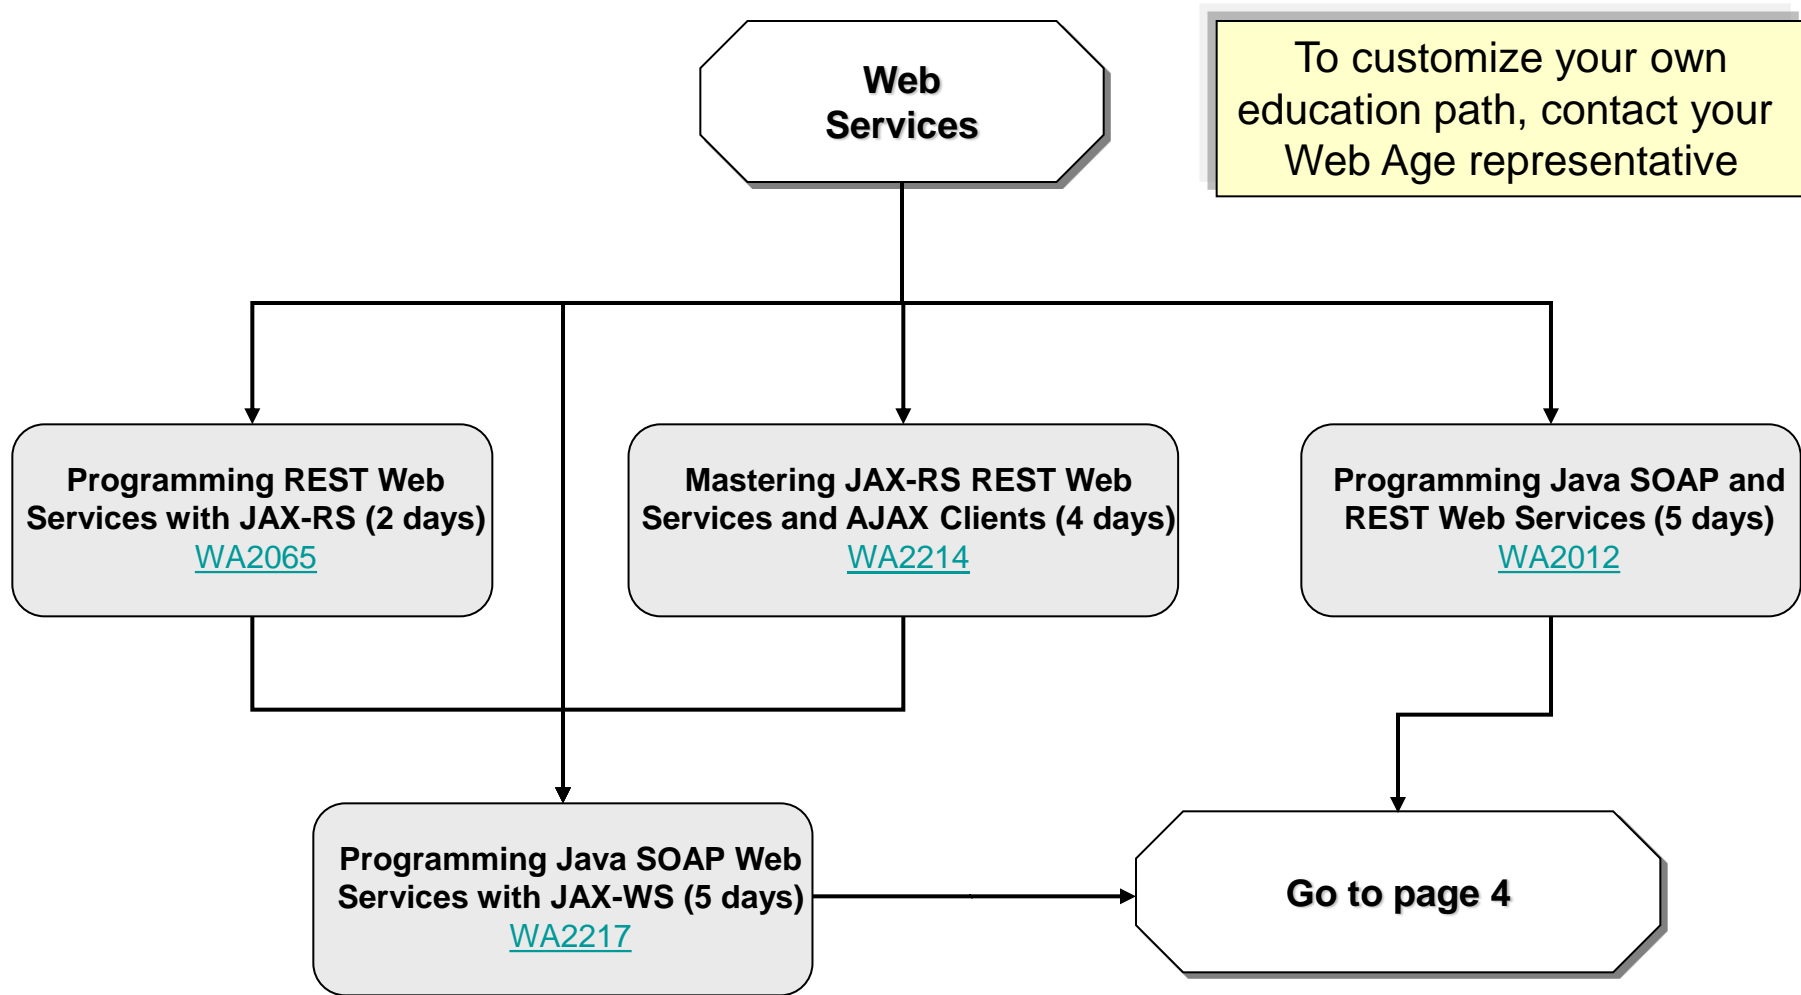 Web
Services
To customize your own
education path, contact your
Web Age representative
Programming REST Web
Services with JAX-RS (2 days)
WA2065
Mastering JAX-RS REST Web
Services and AJAX Clients (4 days)
WA2214
Programming Java SOAP and
REST Web Services (5 days)
WA2012
Programming Java SOAP Web
Services with JAX-WS (5 days)
WA2217
Go to page 4